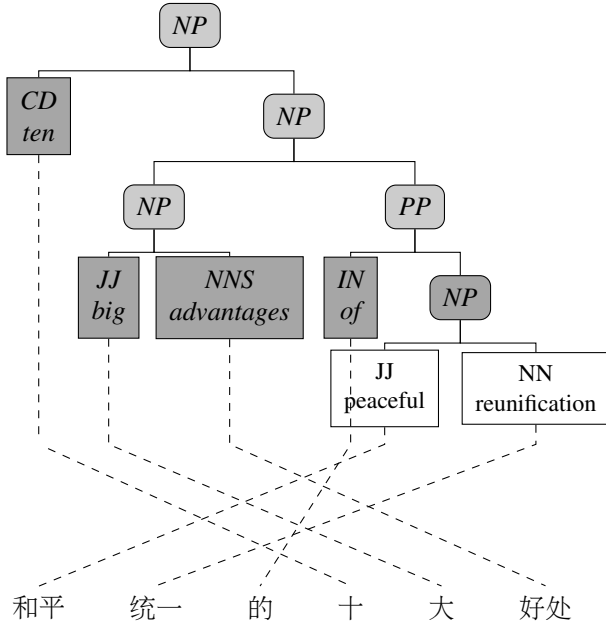 NP
CD
ten
NP
NP
PP
JJ
big
NNS
advantages
IN
of
NP
JJ
peaceful
NN
reunification
和平 统一 的 十 大 好处